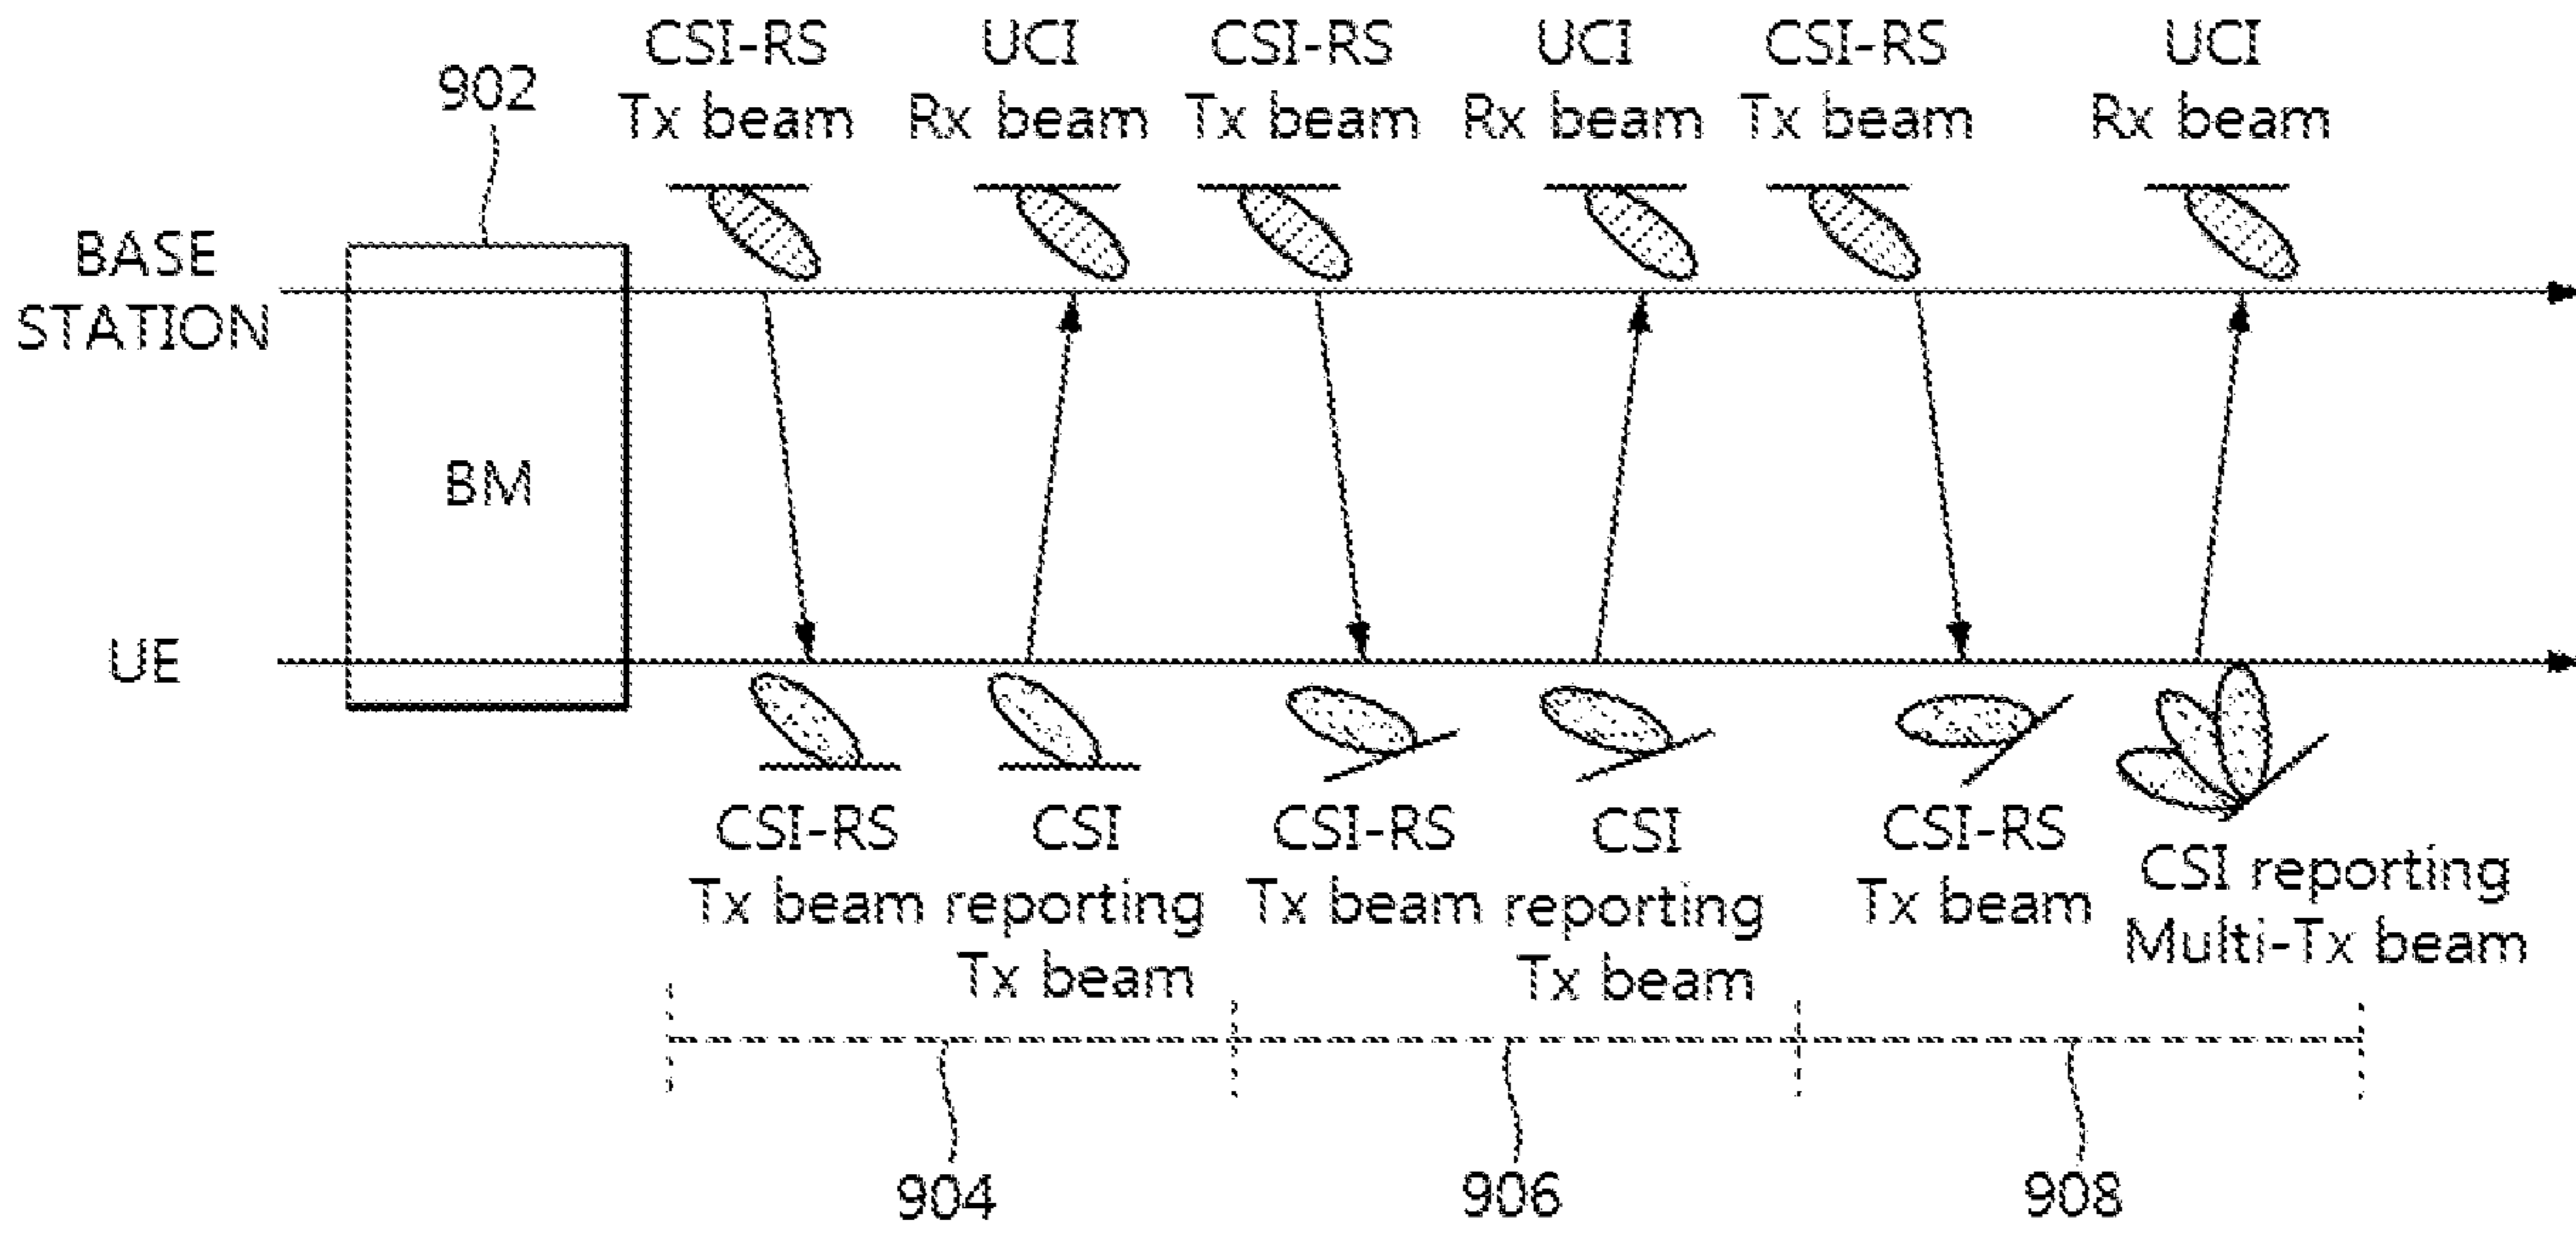 902
CSI-RS
Tx beam
UCI
Rx beam
CSI-RS
Tx beam
UCI
Rx beam
CSI-RS
Tx beam
UCI
Rx beam
BASE
STATION
BM
UE
CSI-RS
Tx beam
CSI
reporting
Tx beam
CSI-RS
Tx beam
CSI
reporting
Tx beam
CSI-RS
Tx beam
CSI reporting
Multi-Tx beam
904
906
908